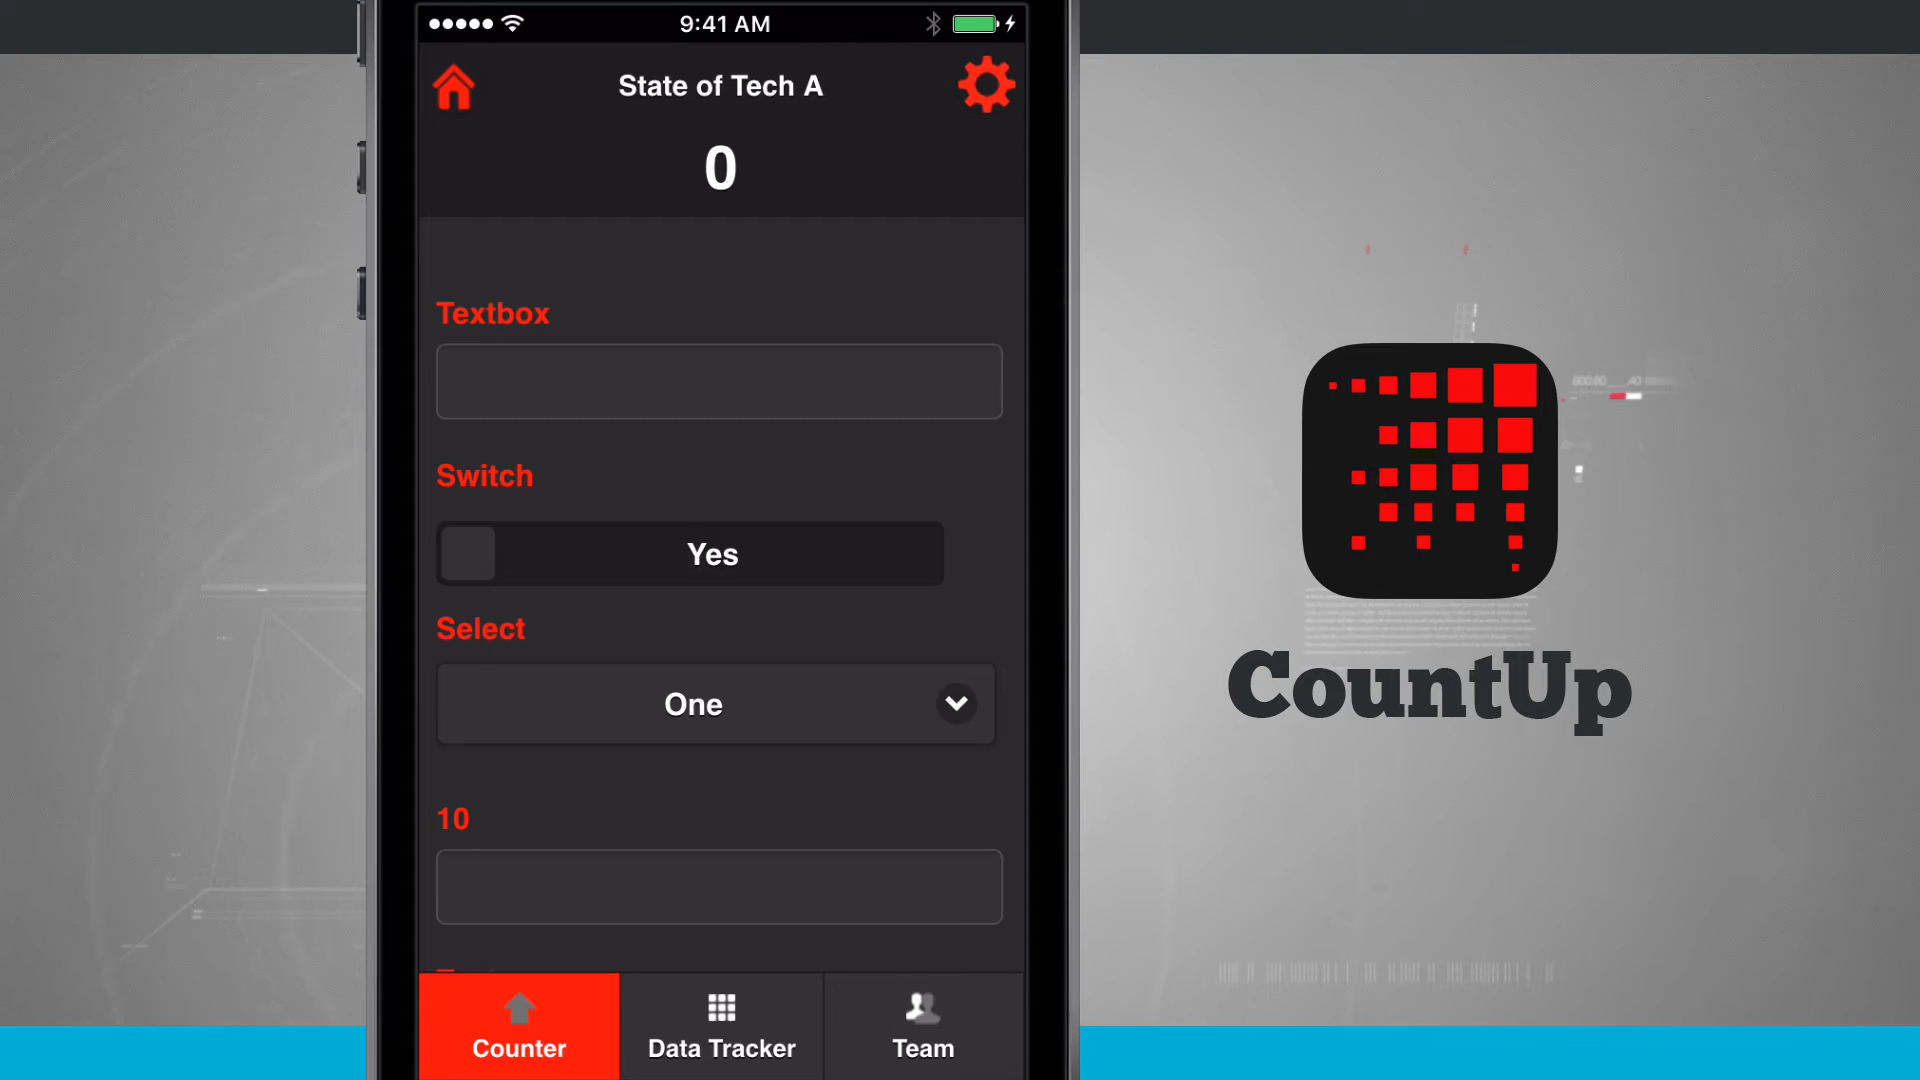 9:41 AM
State of Tech A
0
Textbox
Switch
Yes
Select
One
10
Counter
Data Tracker
Team
CountUp